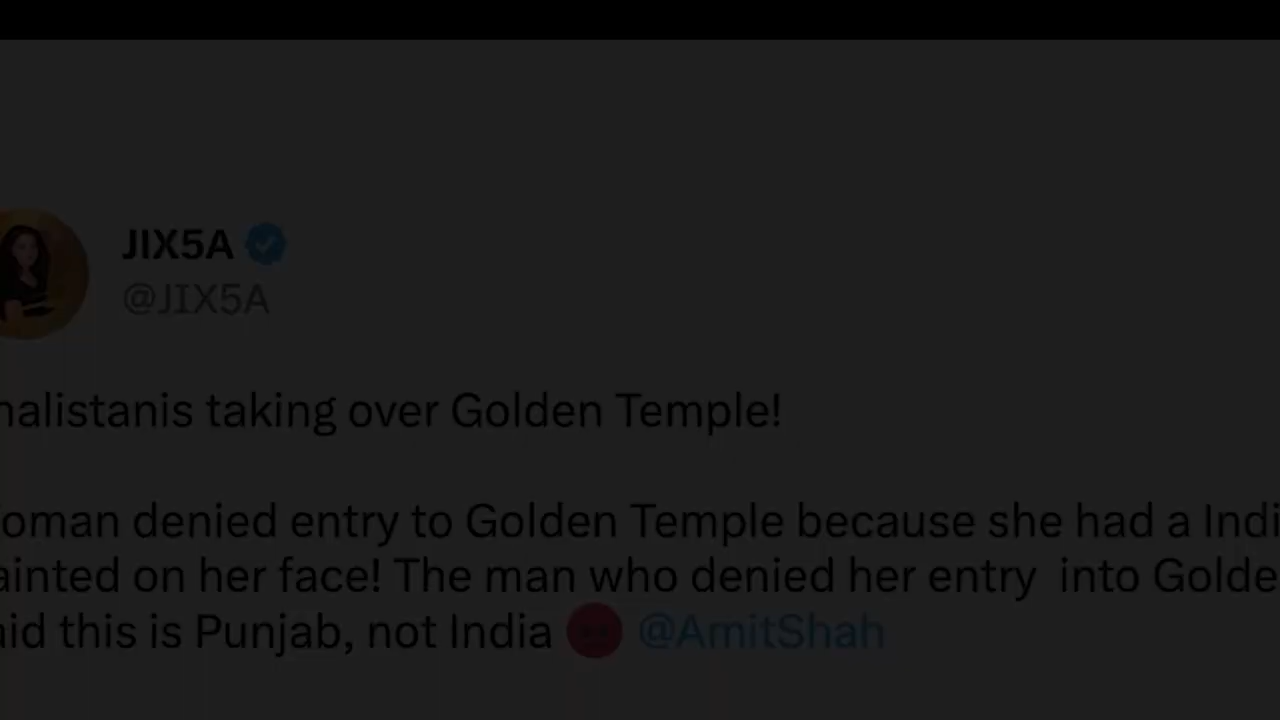 JIX5A
@JIX5A
halistanis taking over Golden Temple!
oman denied entry to Golden Temple because she had a Indi
ainted on her face! The man who denied her entry into Golde
aid this is Punjab, not India @AmitShah